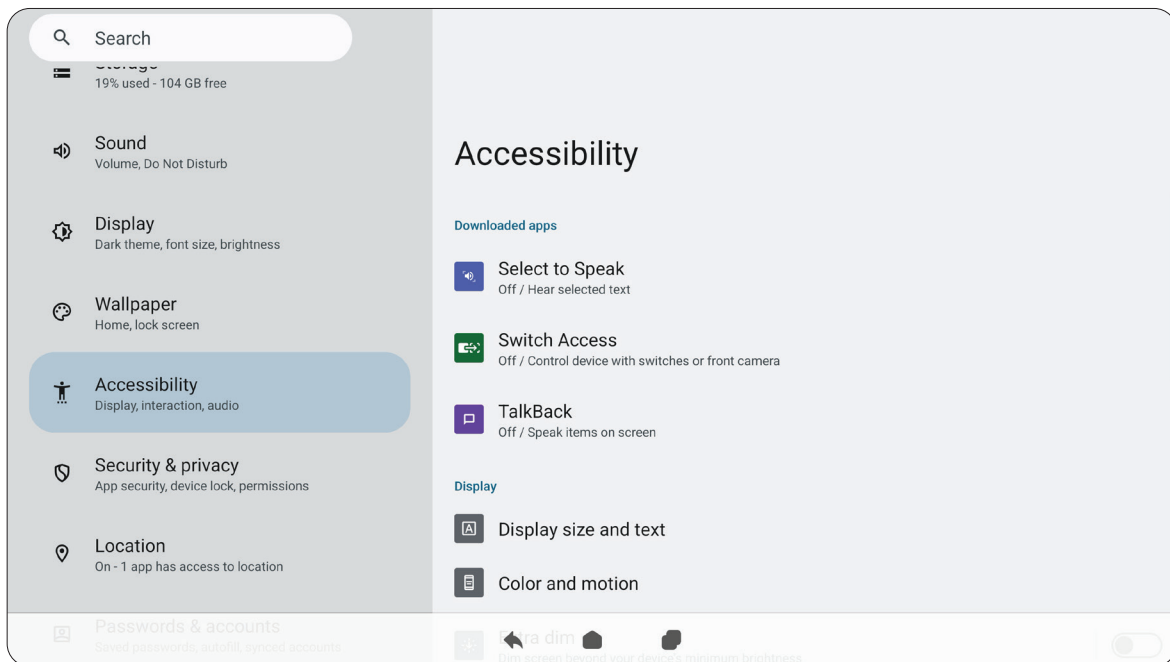 Search
Storage
19% used - 104 GB free
Sound
Volume, Do Not Disturb
Display
Dark theme, font size, brightness
Wallpaper
Home, lock screen
Accessibility
Display, interaction, audio
Security & privacy
App security, device lock, permissions
Location
On - 1 app has access to location
Passwords & accounts
Saved passwords, autofill, synced accounts
Accessibility
Downloaded apps
Select to Speak
Off / Hear selected text
Switch Access
Off / Control device with switches or front camera
TalkBack
Off / Speak items on screen
Display
Display size and text
Color and motion
Extra dim
Dim screen beyond your device's minimum brightness